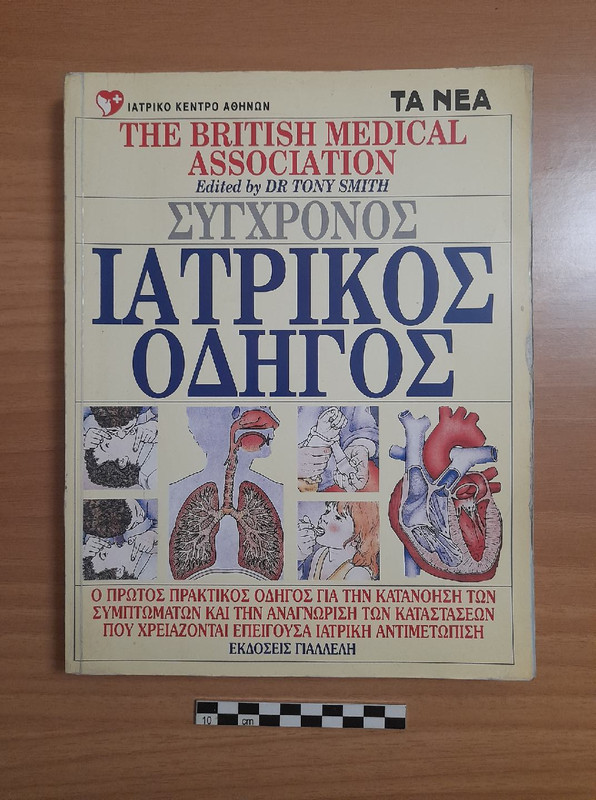 ΙΑΤΡΙΚΟ ΚΕΝΤΡΟ ΑΘΗΝΩΝ
ΤΑ ΝΕΑ
THE BRITISH MEDICAL
ASSOCIATION
Edited by DR TONY SMITH
ΣΥΓΧΡΟΝΟΣ
ΙΑΤΡΙΚΟΣ
ΟΔΗΓΟΣ
Ο ΠΡΩΤΟΣ ΠΡΑΚΤΙΚΟΣ ΟΔΗΓΟΣ ΓΙΑ ΤΗΝ ΚΑΤΑΝΟΗΣΗ ΤΩΝ
ΣΥΜΠΤΩΜΑΤΩΝ ΚΑΙ ΤΗΝ ΑΝΑΓΝΩΡΙΣΗ ΤΩΝ ΚΑΤΑΣΤΑΣΕΩΝ
ΠΟΥ ΧΡΕΙΑΖΟΝΤΑΙ ΕΠΕΙΓΟΥΣΑ ΙΑΤΡΙΚΗ ΑΝΤΙΜΕΤΩΠΙΣΗ
ΕΚΔΟΣΕΙΣ ΓΙΑΛΛΕΛΗ
10 cm